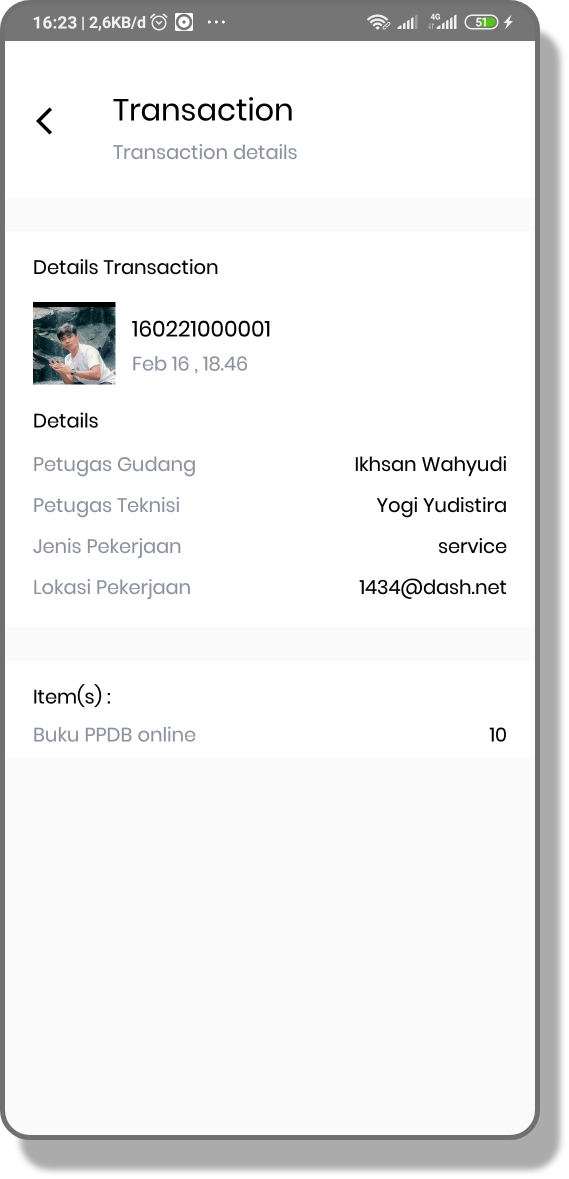 16:23 | 2,6KB/d ... 4G 51
Transaction
Transaction details
Details Transaction
160221000001
Feb 16 , 18.46
Details
Petugas Gudang Ikhsan Wahyudi
Petugas Teknisi Yogi Yudistira
Jenis Pekerjaan service
Lokasi Pekerjaan 1434@dash.net
Item(s) :
Buku PPDB online 10